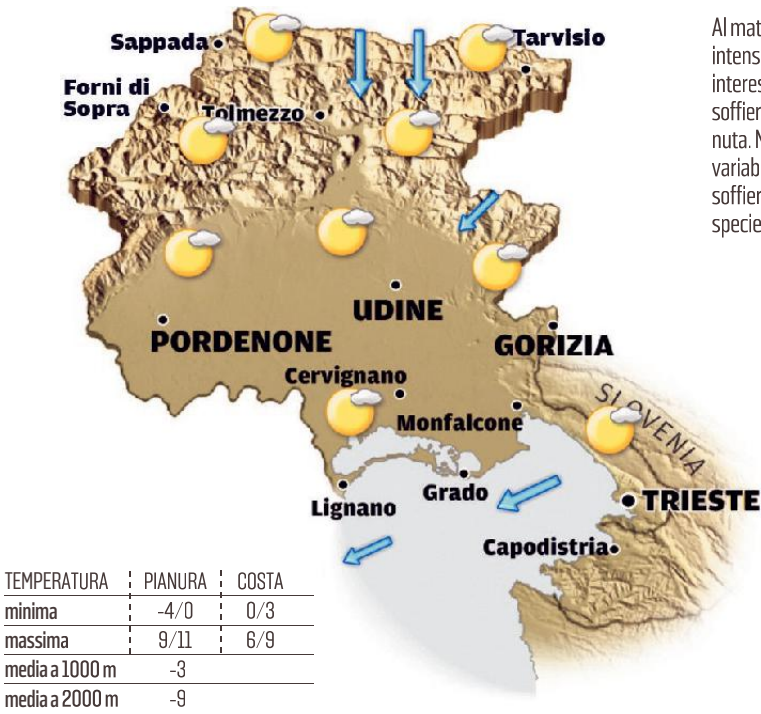 Sappada
Tarvisio
Forni di
Sopra
Tolmezzo
Al mat
intens
interes
soffier
nuta. N
variab
soffier
specie
UDINE
PORDENONE
GORIZIA
Cervignano
Monfalcone
SLOVENIA
Lignano
Grado
TRIESTE
Capodistria
TEMPERATURA PIANURA COSTA
minima -4/0 0/3
massima 9/11 6/9
media a 1000 m -3
media a 2000 m -9